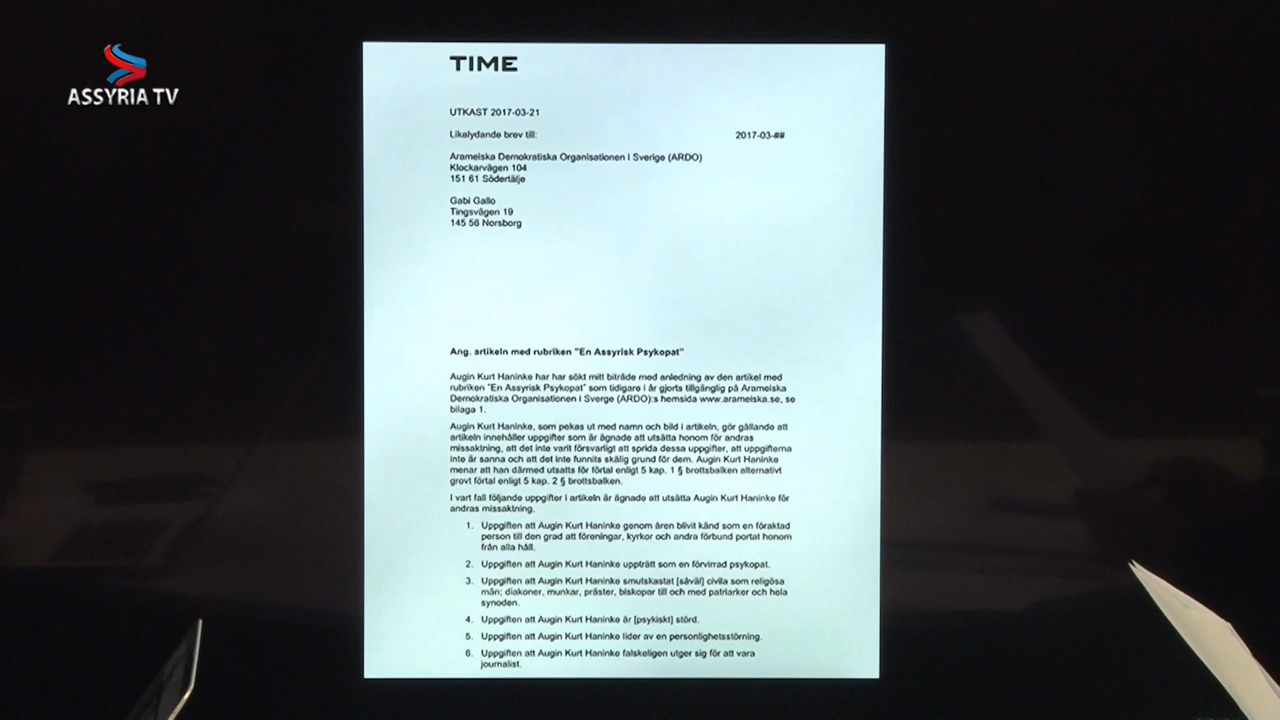 ASSYRIA TV
TIME
UTKAST 2017-03-21
Likalydande brev till:
2017-03-##
Arameiska Demokratiska Organisationen i Sverige (ARDO)
Klockarvägen 104
151 61 Södertälje
Gabi Gallo
Tingsvägen 19
145 56 Norsborg
Ang. artikeln med rubriken "En Assyrisk Psykopat"
Augin Kurt Haninke har har sökt mitt biträde med anledning av den artikel med
rubriken "En Assyrisk Psykopat" som tidigare i år gjorts tillgänglig på Arameiska
Demokratiska Organisationen i Sverge (ARDO):s hemsida www.arameiska.se, se
bilaga 1.
Augin Kurt Haninke, som pekas ut med namn och bild i artikeln, gör gällande att
artikeln innehåller uppgifter som är ägnade att utsätta honom för andras
missaktning, att det inte varit försvarligt att sprida dessa uppgifter, att uppgifterna
inte är sanna och att det inte funnits skälig grund för dem. Augin Kurt Haninke
menar att han därmed utsatts för förtal enligt 5 kap. 1 § brottsbalken alternativt
grovt förtal enligt 5 kap. 2 § brottsbalken.
I vart fall följande uppgifter i artikeln är ägnade att utsätta Augin Kurt Haninke för
andras missaktning.
1. Uppgiften att Augin Kurt Haninke genom åren blivit känd som en föraktad
person till den grad att föreningar, kyrkor och andra förbund portat honom
från alla håll.
2. Uppgiften att Augin Kurt Haninke uppträtt som en förvirrad psykopat.
3. Uppgiften att Augin Kurt Haninke smutskastat [såväl] civila som religösa
män; diakoner, munkar, präster, biskopar till och med patriarker och hela
synoden.
4. Uppgiften att Augin Kurt Haninke är [psykiskt] störd.
5. Uppgiften att Augin Kurt Haninke lider av en personlighetsstörning.
6. Uppgiften att Augin Kurt Haninke falskeligen utger sig för att vara
journalist.